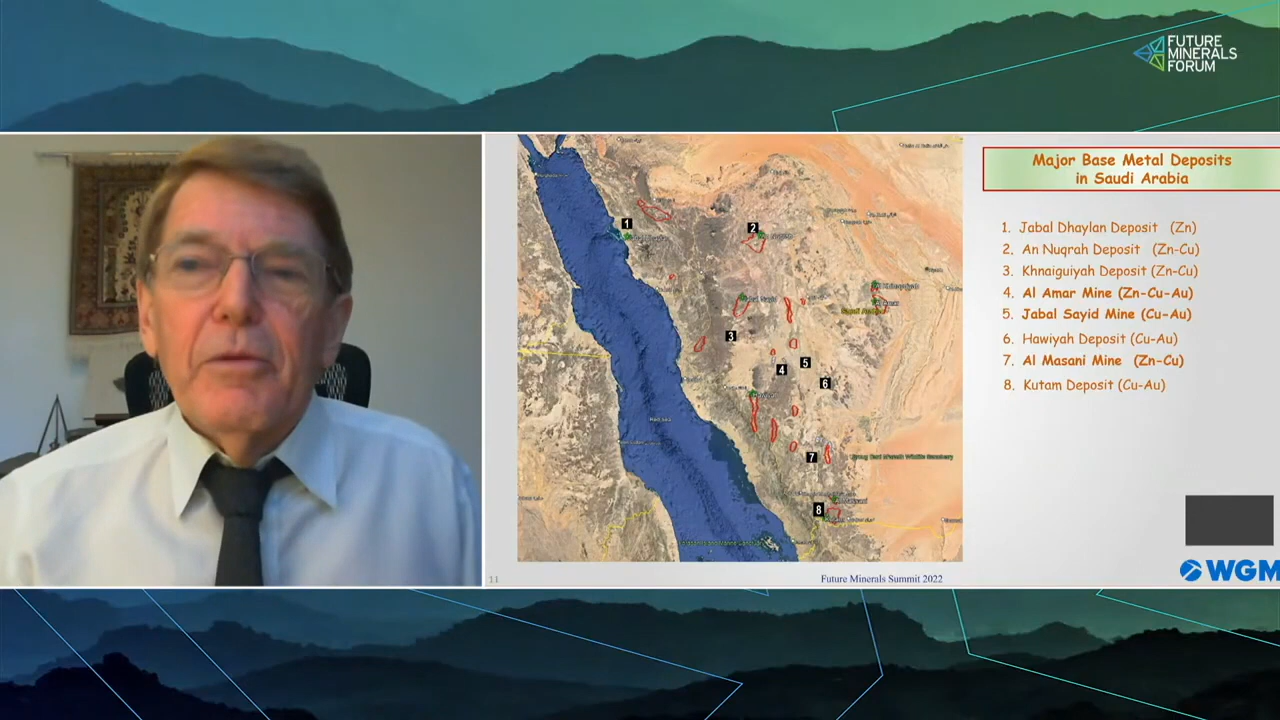 FUTURE
MINERALS
FORUM
Major Base Metal Deposits
in Saudi Arabia
1. Jabal Dhaylan Deposit (Zn)
2. An Nuqrah Deposit (Zn-Cu)
3. Khnaiguiyah Deposit (Zn-Cu)
4. Al Amar Mine (Zn-Cu-Au)
5. Jabal Sayid Mine (Cu-Au)
6. Hawiyah Deposit (Cu-Au)
7. Al Masani Mine (Zn-Cu)
8. Kutam Deposit (Cu-Au)
1
2
3
4
5
6
7
8
Red Sea
11
Future Minerals Summit 2022
WGM